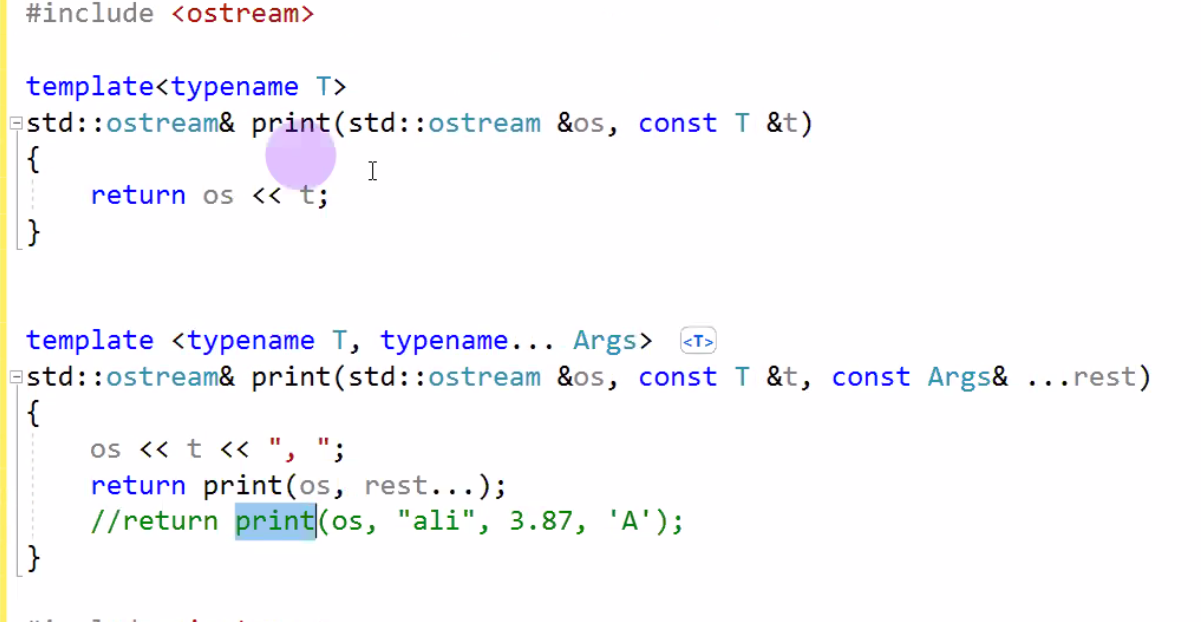 #include <ostream>
template<typename T>
std::ostream& print(std::ostream &os, const T &t)
{
return os << t;
}
template <typename T, typename... Args> <T>
std::ostream& print(std::ostream &os, const T &t, const Args& ...rest)
{
os << t << ", ";
return print(os, rest...);
//return print(os, "ali", 3.87, 'A');
}